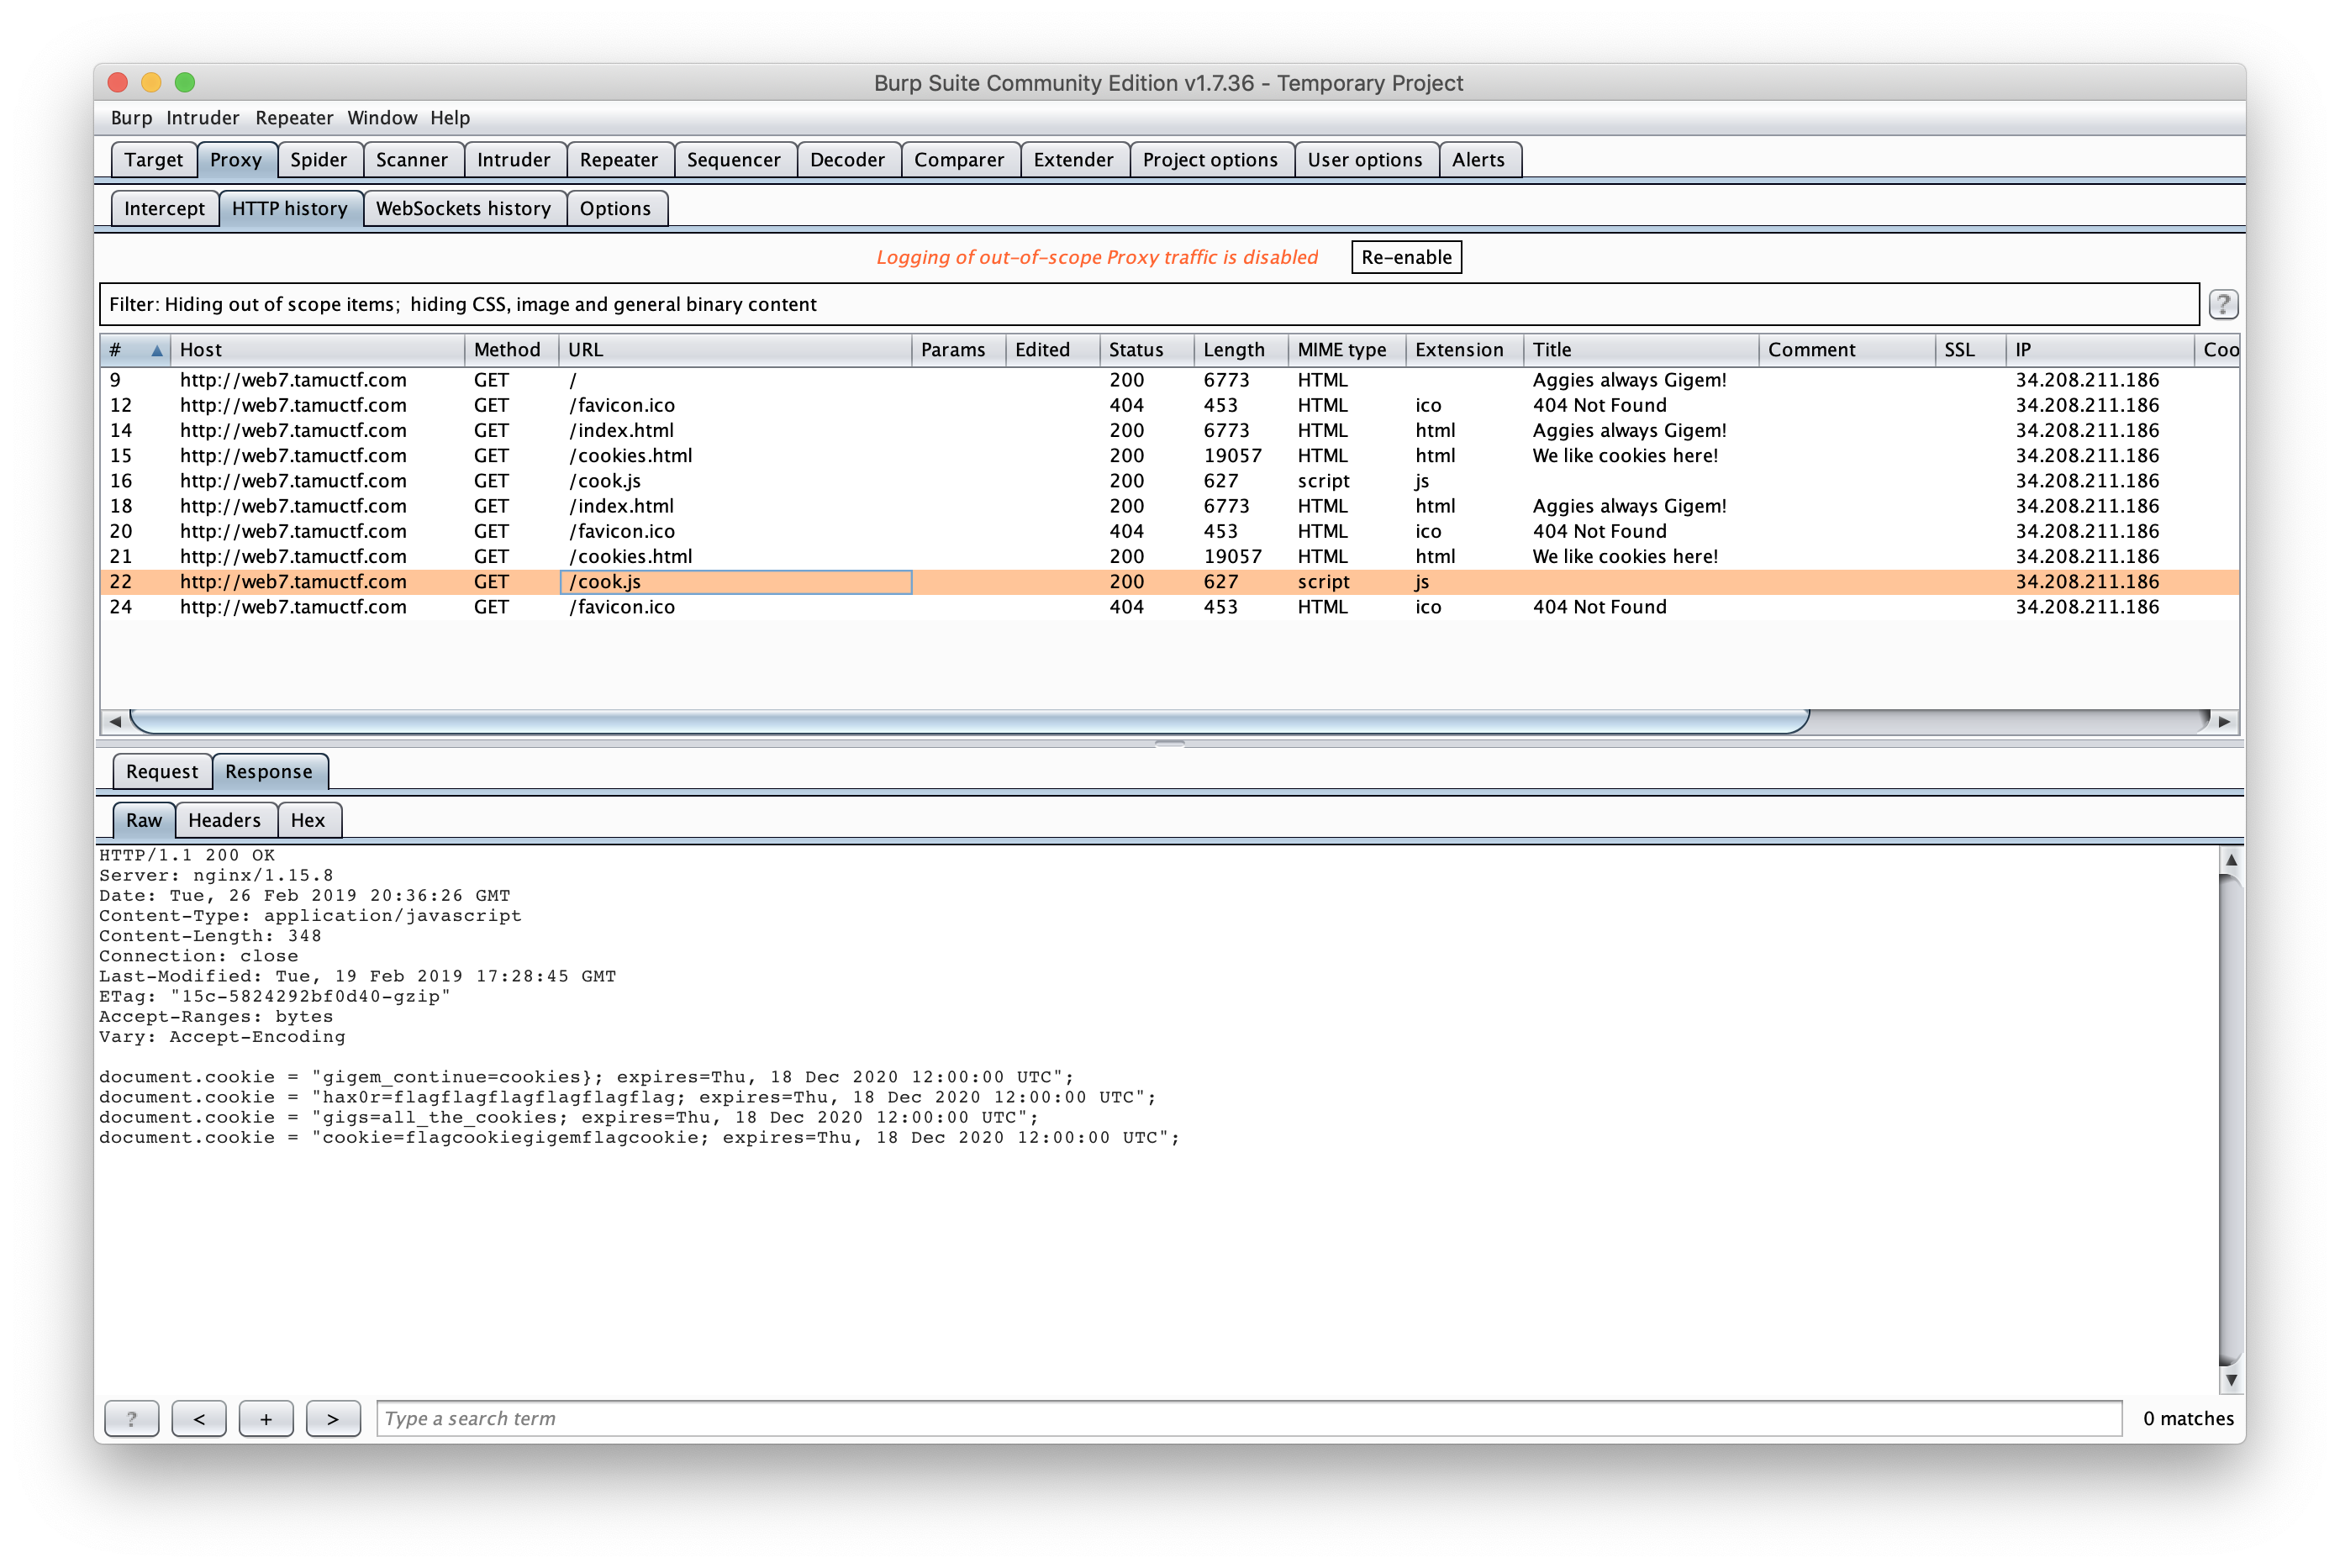 Burp Suite Community Edition v1.7.36 - Temporary Project
Burp Intruder Repeater Window Help
Target Proxy Spider Scanner Intruder Repeater Sequencer Decoder Comparer Extender Project options User options Alerts
Intercept HTTP history WebSockets history Options
Logging of out-of-scope Proxy traffic is disabled Re-enable
Filter: Hiding out of scope items; hiding CSS, image and general binary content ?
# Host Method URL Params Edited Status Length MIME type Extension Title Comment SSL IP Coo
9 http://web7.tamuctf.com GET / 200 6773 HTML Aggies always Gigem! 34.208.211.186
12 http://web7.tamuctf.com GET /favicon.ico 404 453 HTML ico 404 Not Found 34.208.211.186
14 http://web7.tamuctf.com GET /index.html 200 6773 HTML html Aggies always Gigem! 34.208.211.186
15 http://web7.tamuctf.com GET /cookies.html 200 19057 HTML html We like cookies here! 34.208.211.186
16 http://web7.tamuctf.com GET /cook.js 200 627 script js 34.208.211.186
18 http://web7.tamuctf.com GET /index.html 200 6773 HTML html Aggies always Gigem! 34.208.211.186
20 http://web7.tamuctf.com GET /favicon.ico 404 453 HTML ico 404 Not Found 34.208.211.186
21 http://web7.tamuctf.com GET /cookies.html 200 19057 HTML html We like cookies here! 34.208.211.186
22 http://web7.tamuctf.com GET /cook.js 200 627 script js 34.208.211.186
24 http://web7.tamuctf.com GET /favicon.ico 404 453 HTML ico 404 Not Found 34.208.211.186
Request Response
Raw Headers Hex
HTTP/1.1 200 OK
Server: nginx/1.15.8
Date: Tue, 26 Feb 2019 20:36:26 GMT
Content-Type: application/javascript
Content-Length: 348
Connection: close
Last-Modified: Tue, 19 Feb 2019 17:28:45 GMT
ETag: "15c-5824292bf0d40-gzip"
Accept-Ranges: bytes
Vary: Accept-Encoding
document.cookie = "gigem_continue=cookies}; expires=Thu, 18 Dec 2020 12:00:00 UTC";
document.cookie = "hax0r=flagflagflagflagflagflag; expires=Thu, 18 Dec 2020 12:00:00 UTC";
document.cookie = "gigs=all_the_cookies; expires=Thu, 18 Dec 2020 12:00:00 UTC";
document.cookie = "cookie=flagcookiegigemflagcookie; expires=Thu, 18 Dec 2020 12:00:00 UTC";
? < + > Type a search term 0 matches